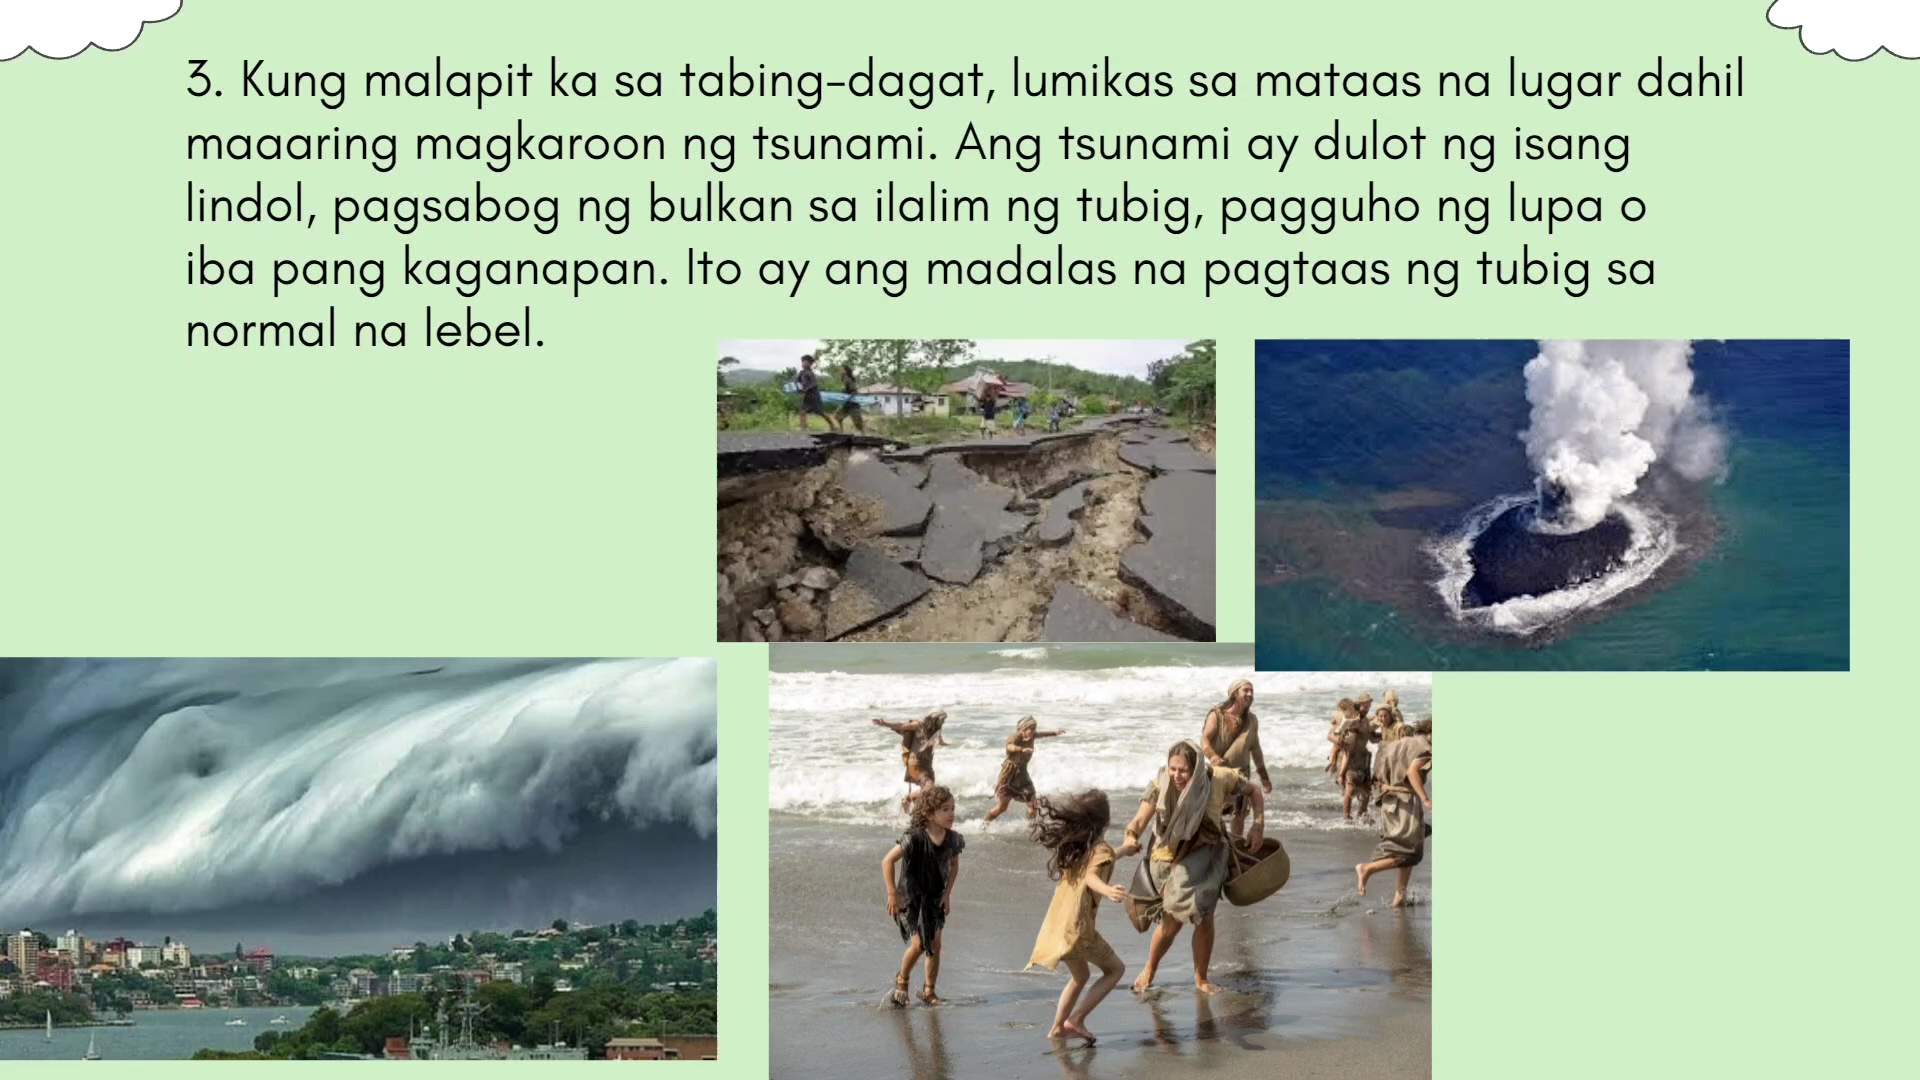 3. Kung malapit ka sa tabing-dagat, lumikas sa mataas na lugar dahil
maaaring magkaroon ng tsunami. Ang tsunami ay dulot ng isang
lindol, pagsabog ng bulkan sa ilalim ng tubig, pagguho ng lupa o
iba pang kaganapan. Ito ay ang madalas na pagtaas ng tubig sa
normal na lebel.